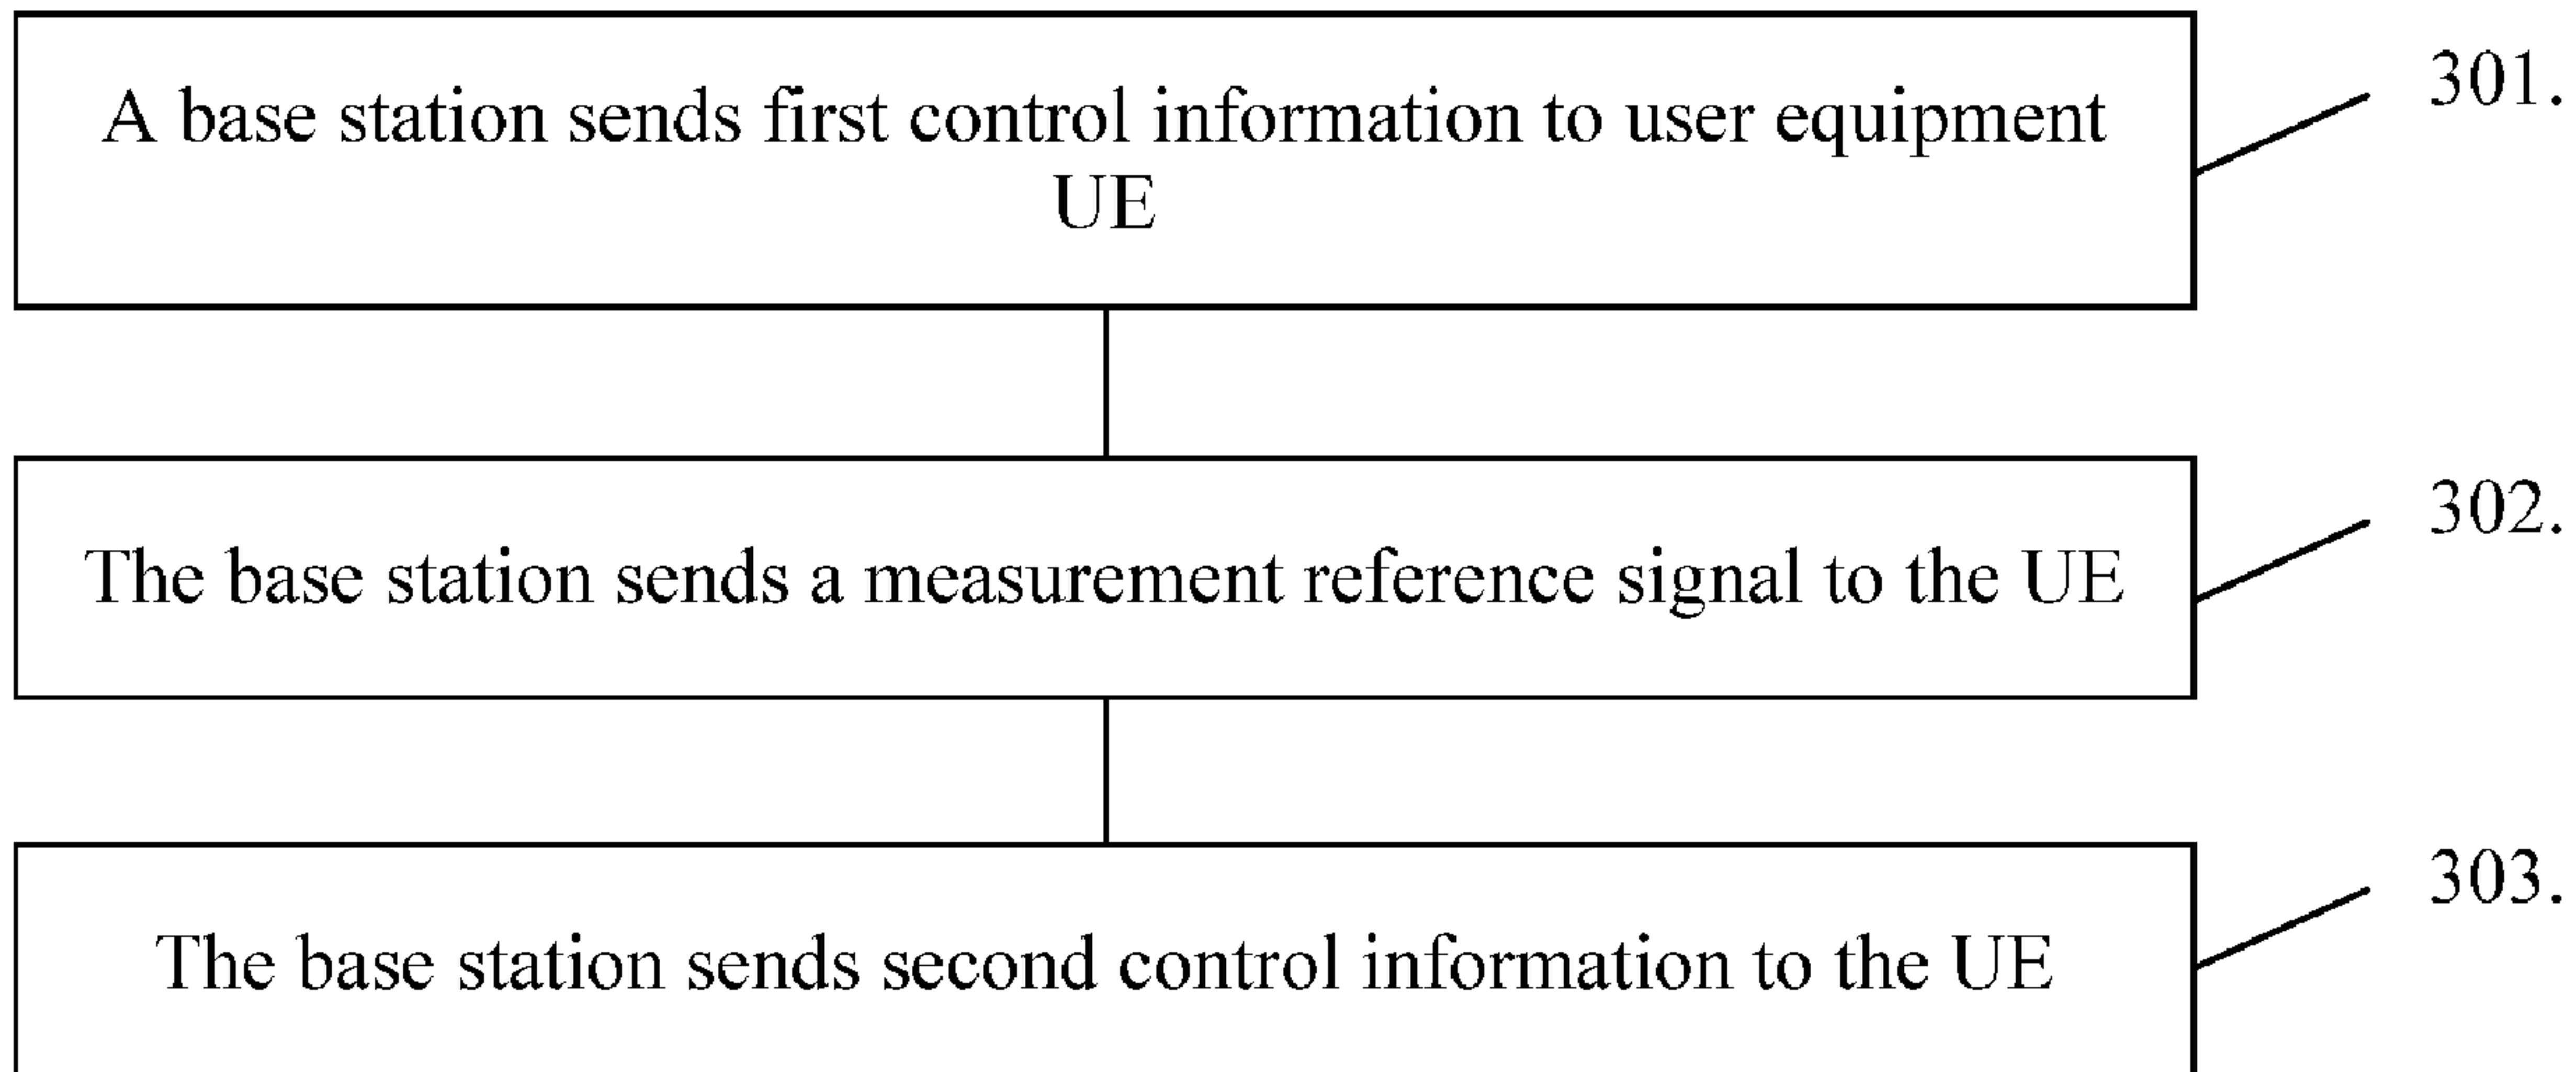 A base station sends first control information to user equipment
UE
301.
The base station sends a measurement reference signal to the UE
302.
The base station sends second control information to the UE
303.